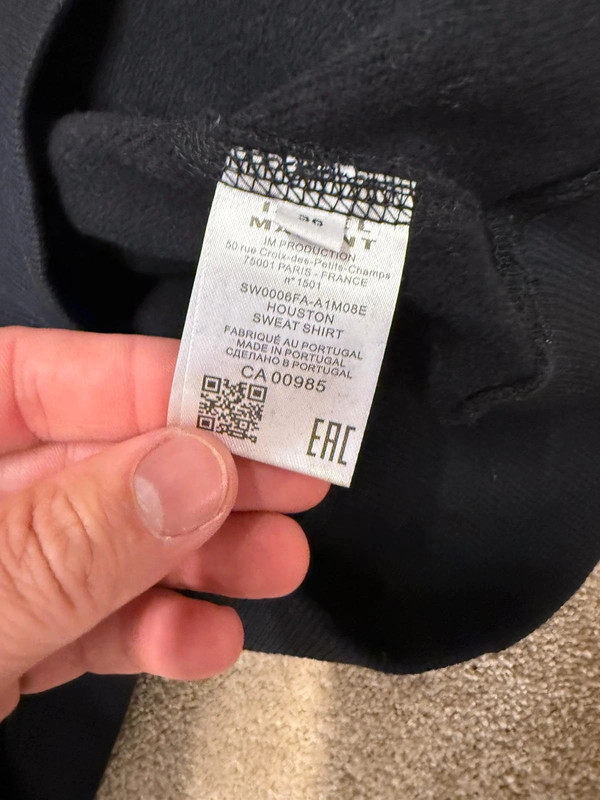 36
IM PRODUCTION
50 rue Croix-des-Petits-Champs
75001 PARIS - FRANCE
n° 1501
SW0006FA-A1M08E
HOUSTON
SWEAT SHIRT
FABRIQUÉ AU PORTUGAL
MADE IN PORTUGAL
СДЕЛАНО В PORTUGAL
CA 00985
EAC